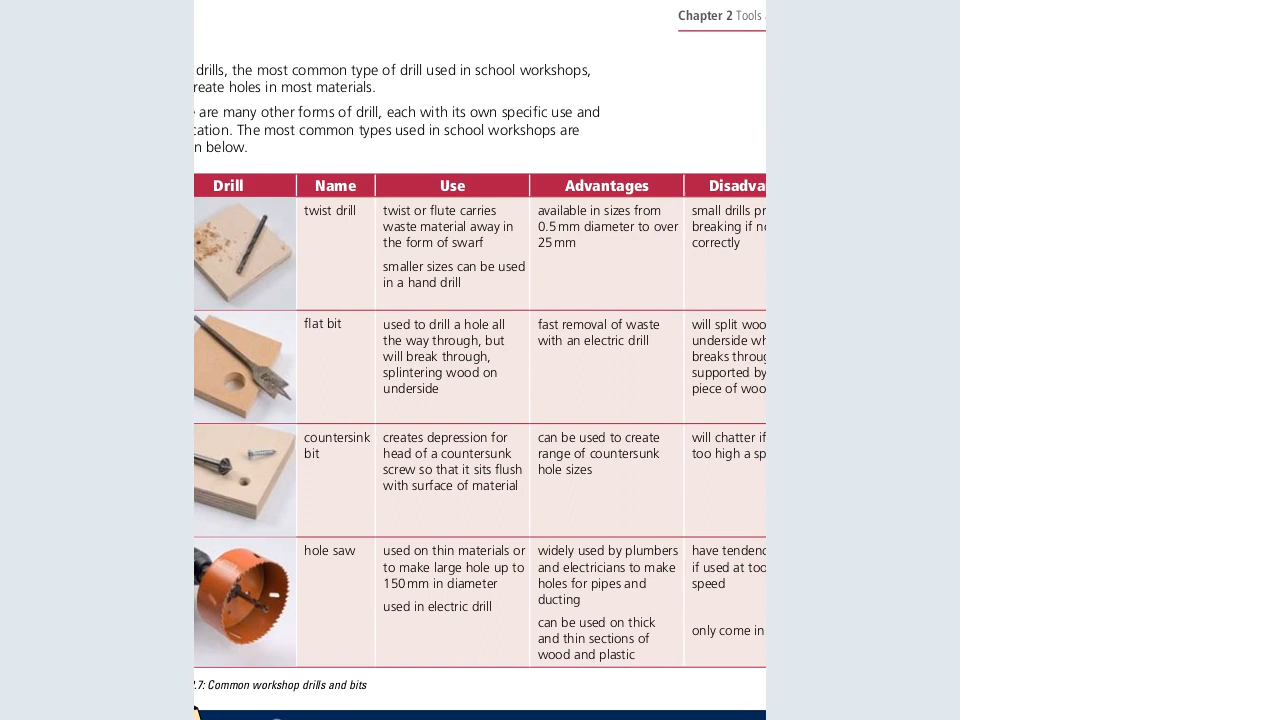 Chapter 2 Tools
drills, the most common type of drill used in school workshops,
create holes in most materials.
are many other forms of drill, each with its own specific use and
The most common types used in school workshops are
below.
Drill Name Use Advantages
twist drill
twist or flute carries
waste material away in
the form of swarf
smaller sizes can be used
in a hand drill
available in sizes from
0.5 mm diameter to over
25 mm
small drills
breaking if
correctly
flat bit
used to drill a hole all
the way through, but
will break through,
splintering wood on
underside
fast removal of waste
with an electric drill
will split
underside
breaks
supported by
piece of
countersink
bit
creates depression for
head of a countersunk
screw so that it sits flush
with surface of material
can be used to create
range of countersunk
hole sizes
will chatter if
too high a
hole saw
used on thin materials or
to make large hole up to
150 mm in diameter
used in electric drill
widely used by plumbers
and electricians to make
holes for pipes and
ducting
can be used on thick
and thin sections of
wood and plastic
have
if used at
speed
only come in
.7: Common workshop drills and bits